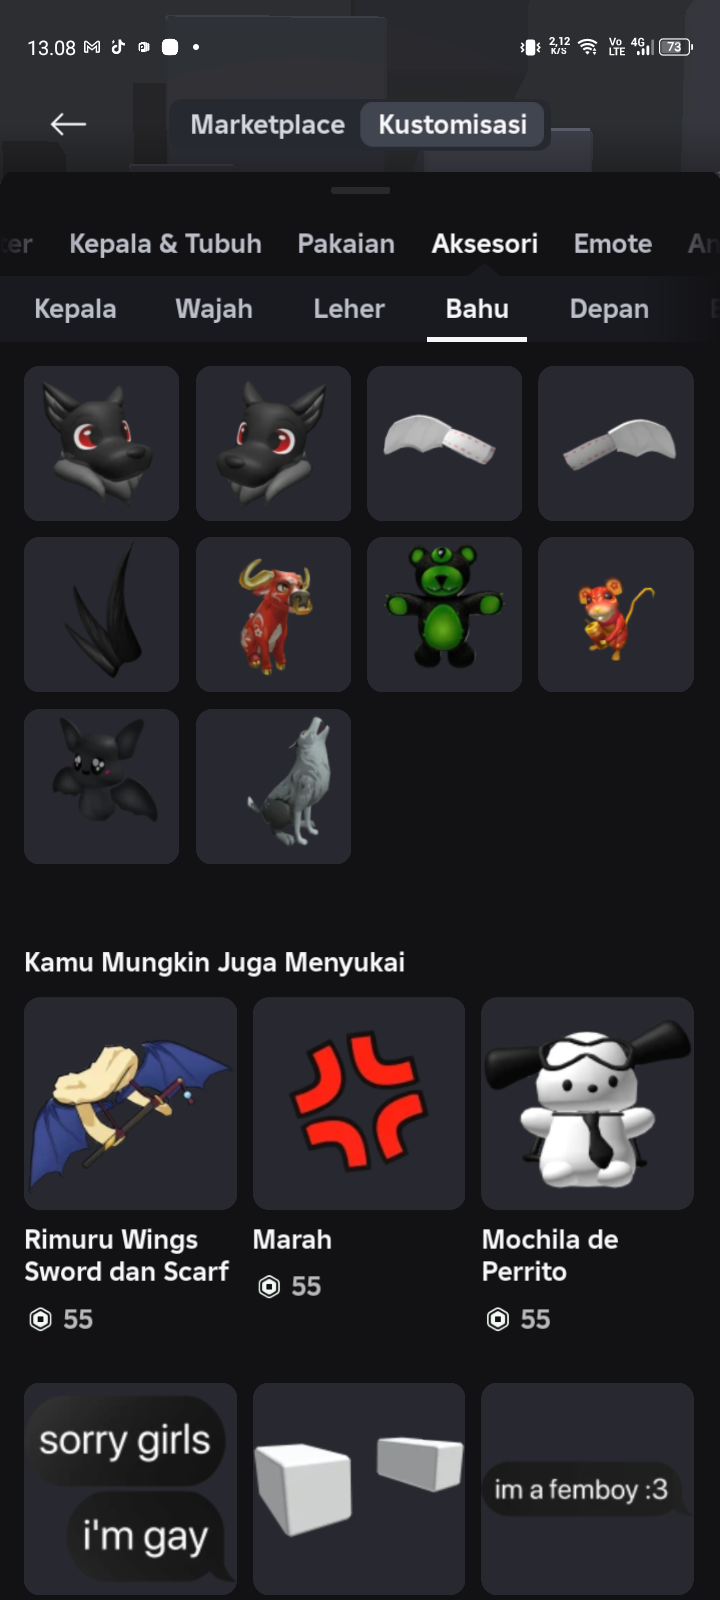 13.08
2,12
K/S
Vo
LTE
4G
73
Marketplace
Kustomisasi
Kepala & Tubuh
Pakaian
Aksesori
Emote
Kepala
Wajah
Leher
Bahu
Depan
Kamu Mungkin Juga Menyukai
Rimuru Wings
Sword dan Scarf
55
Marah
55
Mochila de
Perrito
55
sorry girls
i'm gay
im a femboy :3